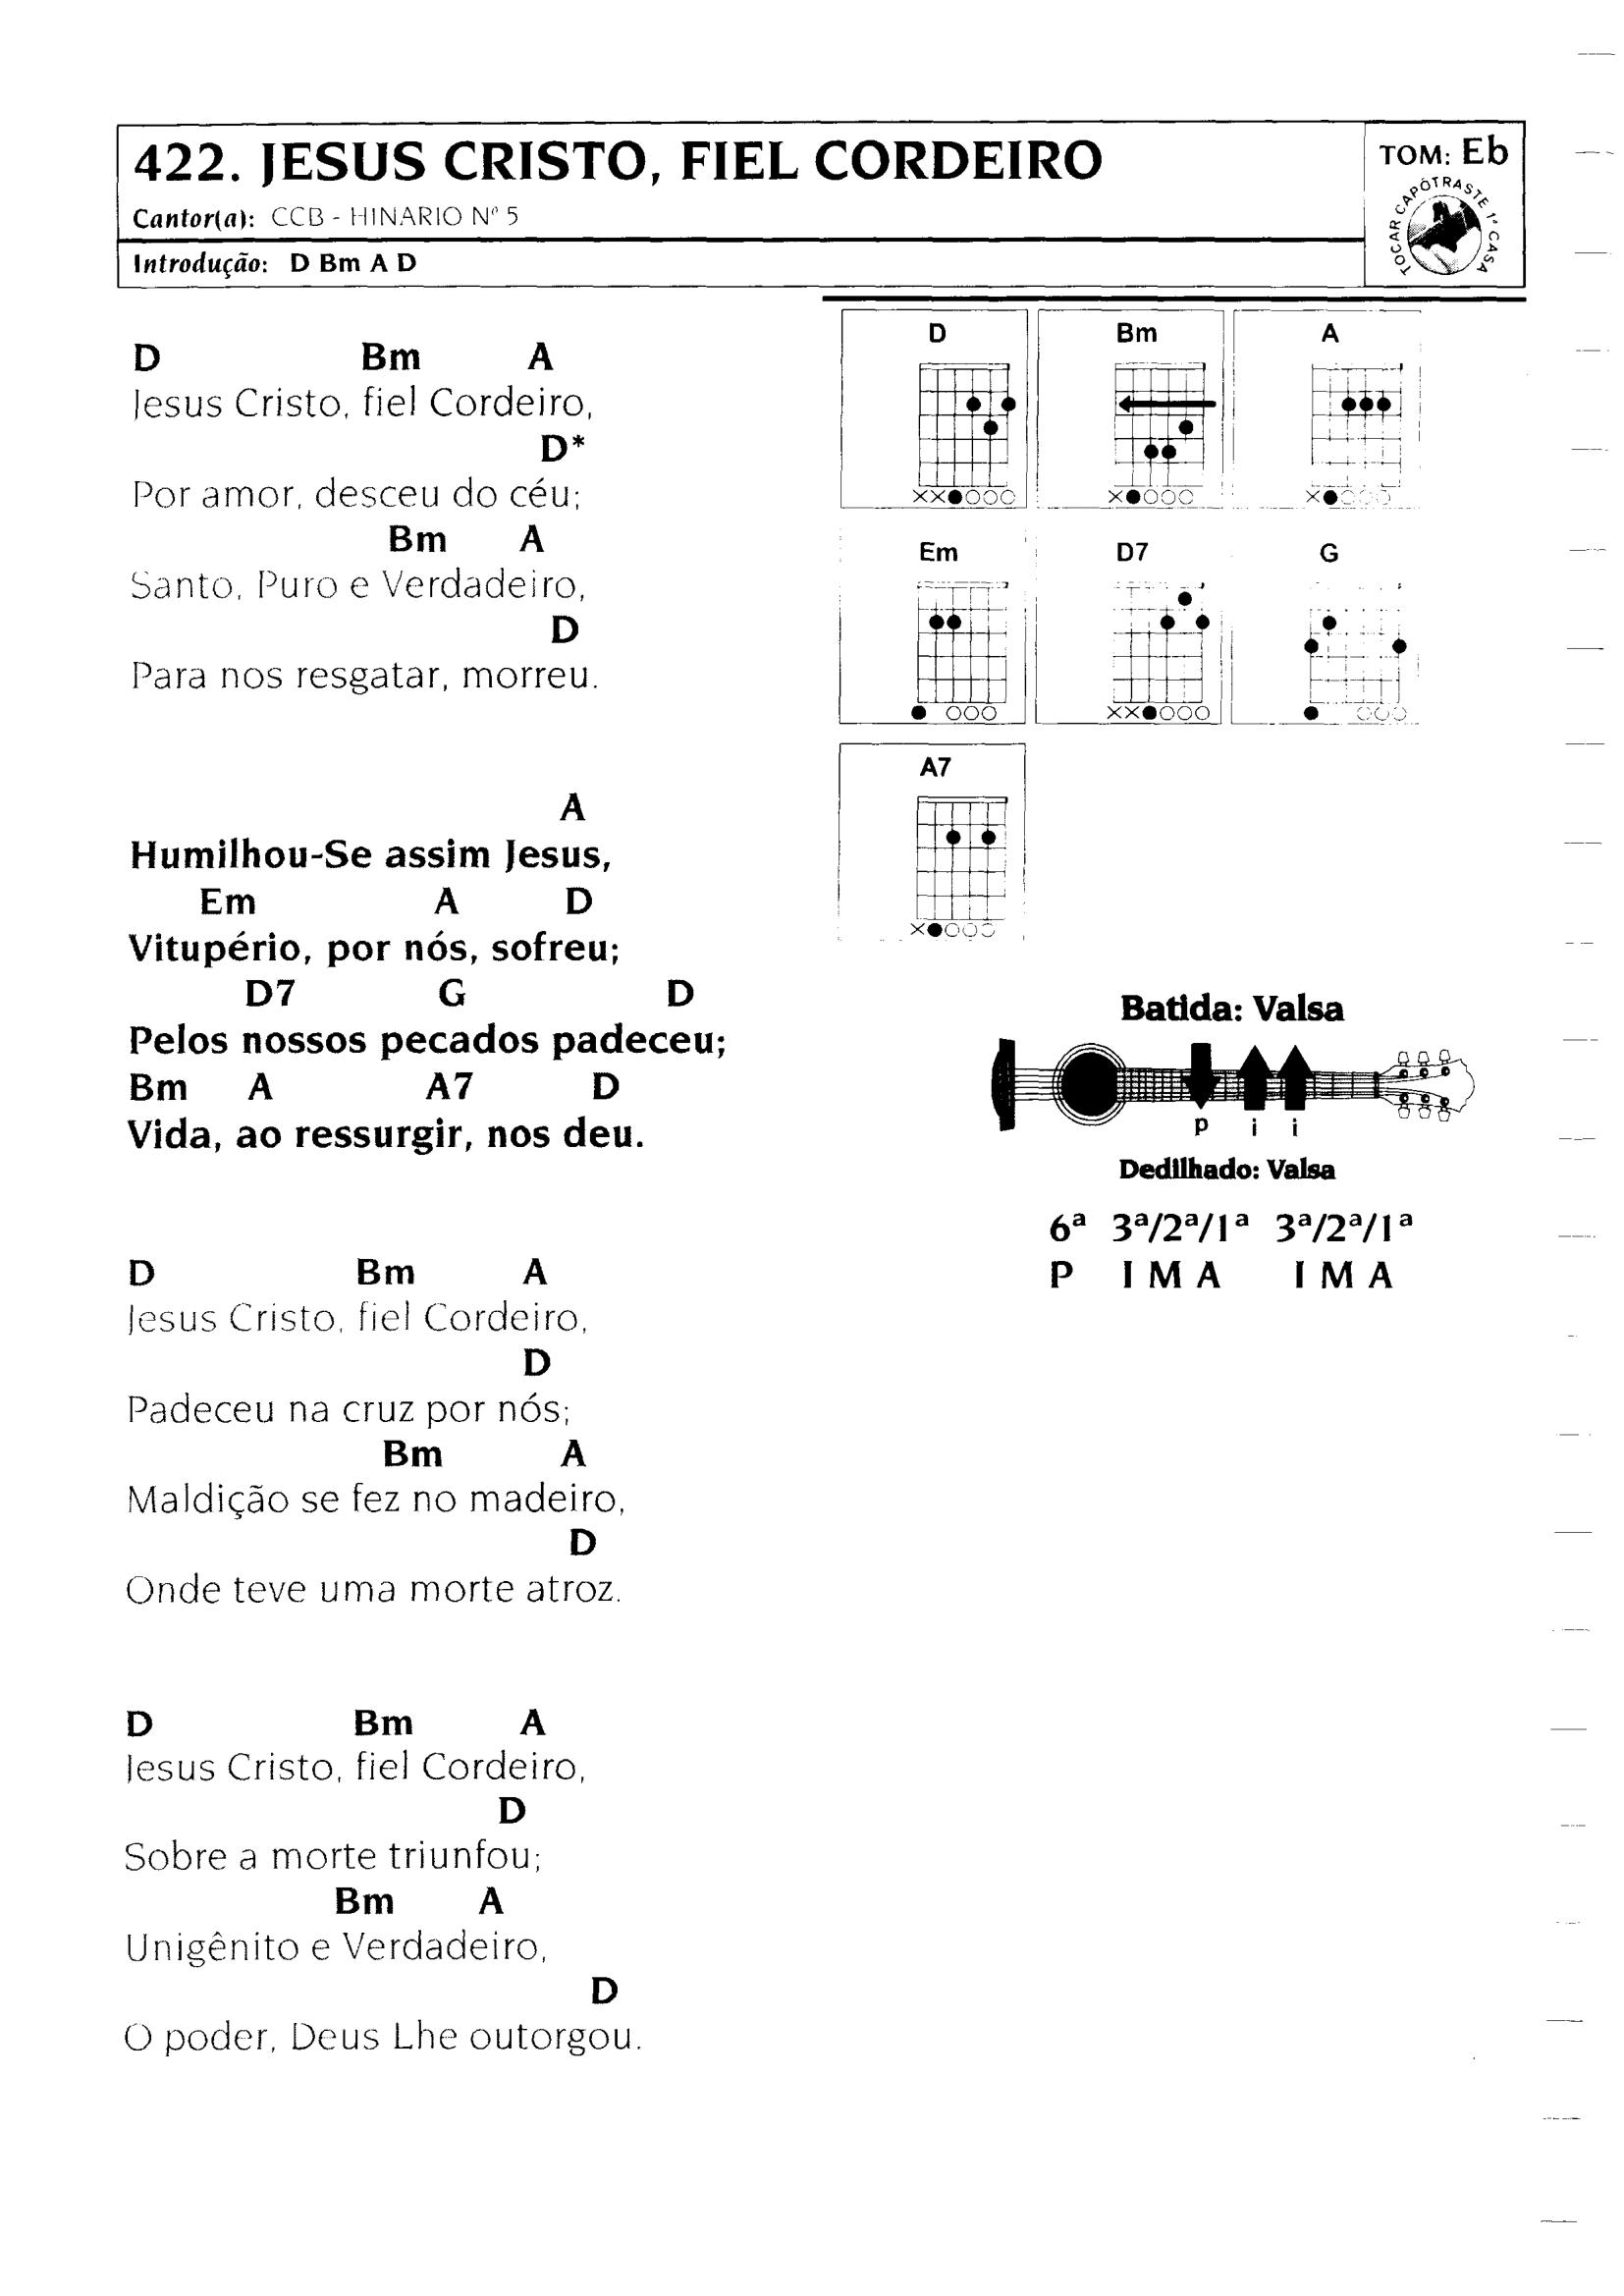 422. JESUS CRISTO, FIEL CORDEIRO
Cantor(a): CCB - HINARIO Nº 5
Introdução: D Bm A D
TOM: Eb
TOCAR CAPÓTRASTE 1ª CASA
D Bm A
Jesus Cristo, fiel Cordeiro,
D*
Por amor, desceu do céu;
Bm A
Santo, Puro e Verdadeiro,
D
Para nos resgatar, morreu.
A
Humilhou-Se assim Jesus,
Em A D
Vitupério, por nós, sofreu;
D7 G D
Pelos nossos pecados padeceu;
Bm A A7 D
Vida, ao ressurgir, nos deu.
D Bm A
Jesus Cristo, fiel Cordeiro,
D
Padeceu na cruz por nós;
Bm A
Maldição se fez no madeiro,
D
Onde teve uma morte atroz.
D Bm A
Jesus Cristo, fiel Cordeiro,
D
Sobre a morte triunfou;
Bm A
Unigênito e Verdadeiro,
D
O poder, Deus Lhe outorgou.
D Bm A
Em D7 G
A7
Batida: Valsa
p i i
Dedilhado: Valsa
6ª 3ª/2ª/1ª 3ª/2ª/1ª
P I M A I M A